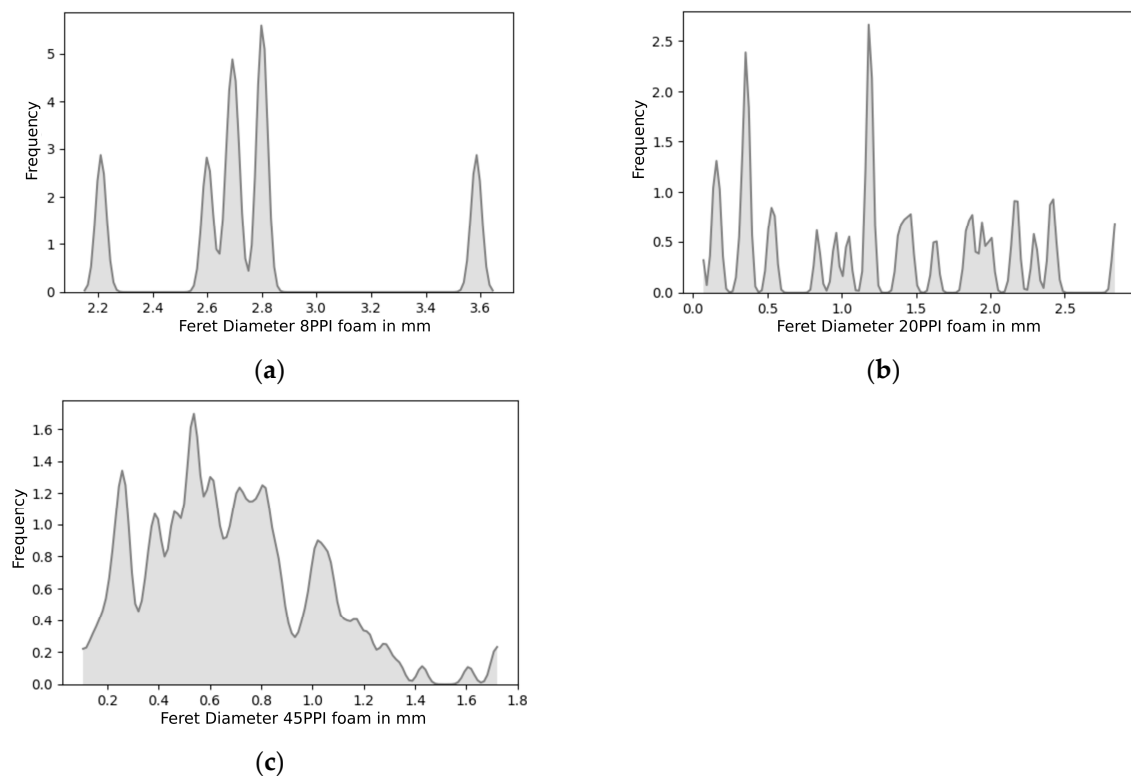 Frequency
5
4
3
2
1
0
2.2 2.4 2.6 2.8 3.0 3.2 3.4 3.6
Feret Diameter 8PPI foam in mm
(a)
Frequency
2.5
2.0
1.5
1.0
0.5
0.0
0.0 0.5 1.0 1.5 2.0 2.5
Feret Diameter 20PPI foam in mm
(b)
Frequency
1.6
1.4
1.2
1.0
0.8
0.6
0.4
0.2
0.0
0.2 0.4 0.6 0.8 1.0 1.2 1.4 1.6 1.8
Feret Diameter 45PPI foam in mm
(c)